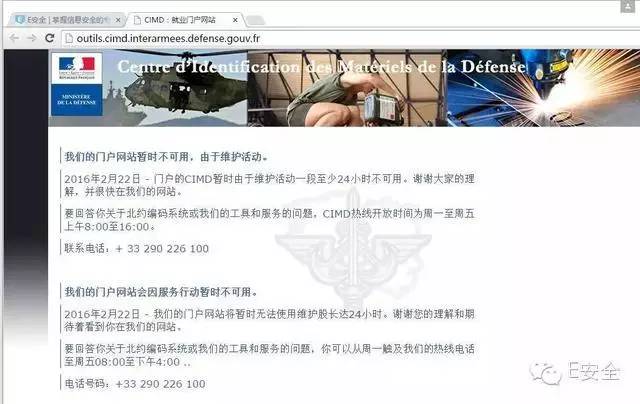 E安全 | 掌握信息安全的专
CIMD：就业门户网站
outils.cimd.interarmees.defense.gouv.fr
Centre d'Identification des Matériels de la Défense
MINISTÈRE
DE LA DÉFENSE
我们的门户网站暂时不可用，由于维护活动。
2016年2月22日 - 门户的CIMD暂时由于维护活动一段至少24小时不可用。谢谢大家的理
解，并很快在我们的网站。
要回答你关于北约编码系统或我们的工具和服务的问题，CIMD热线开放时间为周一至周五
上午8:00至16:00。
联系电话：+ 33 290 226 100
我们的门户网站会因服务行动暂时不可用。
2016年2月22日 - 我们的门户网站将暂时无法使用维护股长达24小时。谢谢您的理解和期
待着看到你在我们的网站。
要回答你关于北约编码系统或我们的工具和服务的问题，你可以从周一触及我们的热线电话
至周五08:00至下午4:00 ..
电话号码：+33 290 226 100
E安全